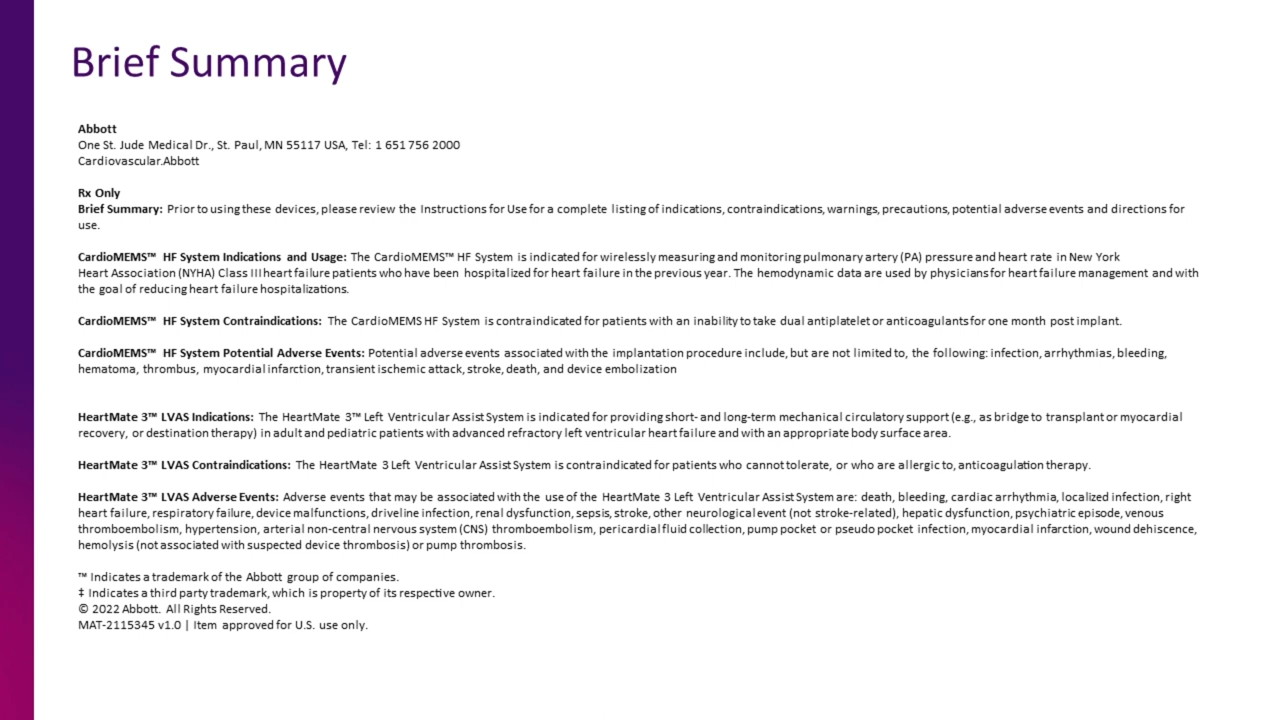 Brief Summary
Abbott
One St. Jude Medical Dr., St. Paul, MN 55117 USA, Tel: 1 651 756 2000
Cardiovascular.Abbott
Rx Only
Brief Summary: Prior to using these devices, please review the Instructions for Use for a complete listing of indications, contraindications, warnings, precautions, potential adverse events and directions for
use.
CardioMEMS™ HF System Indications and Usage: The CardioMEMS™ HF System is indicated for wirelessly measuring and monitoring pulmonary artery (PA) pressure and heart rate in New York
Heart Association (NYHA) Class III heart failure patients who have been hospitalized for heart failure in the previous year. The hemodynamic data are used by physicians for heart failure management and with
the goal of reducing heart failure hospitalizations.
CardioMEMS™ HF System Contraindications: The CardioMEMS HF System is contraindicated for patients with an inability to take dual antiplatelet or anticoagulants for one month post implant.
CardioMEMS™ HF System Potential Adverse Events: Potential adverse events associated with the implantation procedure include, but are not limited to, the following: infection, arrhythmias, bleeding,
hematoma, thrombus, myocardial infarction, transient ischemic attack, stroke, death, and device embolization
HeartMate 3™ LVAS Indications: The HeartMate 3™ Left Ventricular Assist System is indicated for providing short- and long-term mechanical circulatory support (e.g., as bridge to transplant or myocardial
recovery, or destination therapy) in adult and pediatric patients with advanced refractory left ventricular heart failure and with an appropriate body surface area.
HeartMate 3™ LVAS Contraindications: The HeartMate 3 Left Ventricular Assist System is contraindicated for patients who cannot tolerate, or who are allergic to, anticoagulation therapy.
HeartMate 3™ LVAS Adverse Events: Adverse events that may be associated with the use of the HeartMate 3 Left Ventricular Assist System are: death, bleeding, cardiac arrhythmia, localized infection, right
heart failure, respiratory failure, device malfunctions, driveline infection, renal dysfunction, sepsis, stroke, other neurological event (not stroke-related), hepatic dysfunction, psychiatric episode, venous
thromboembolism, hypertension, arterial non-central nervous system (CNS) thromboembolism, pericardial fluid collection, pump pocket or pseudo pocket infection, myocardial infarction, wound dehiscence,
hemolysis (not associated with suspected device thrombosis) or pump thrombosis.
™ Indicates a trademark of the Abbott group of companies.
‡ Indicates a third party trademark, which is property of its respective owner.
© 2022 Abbott. All Rights Reserved.
MAT-2115345 v1.0 | Item approved for U.S. use only.